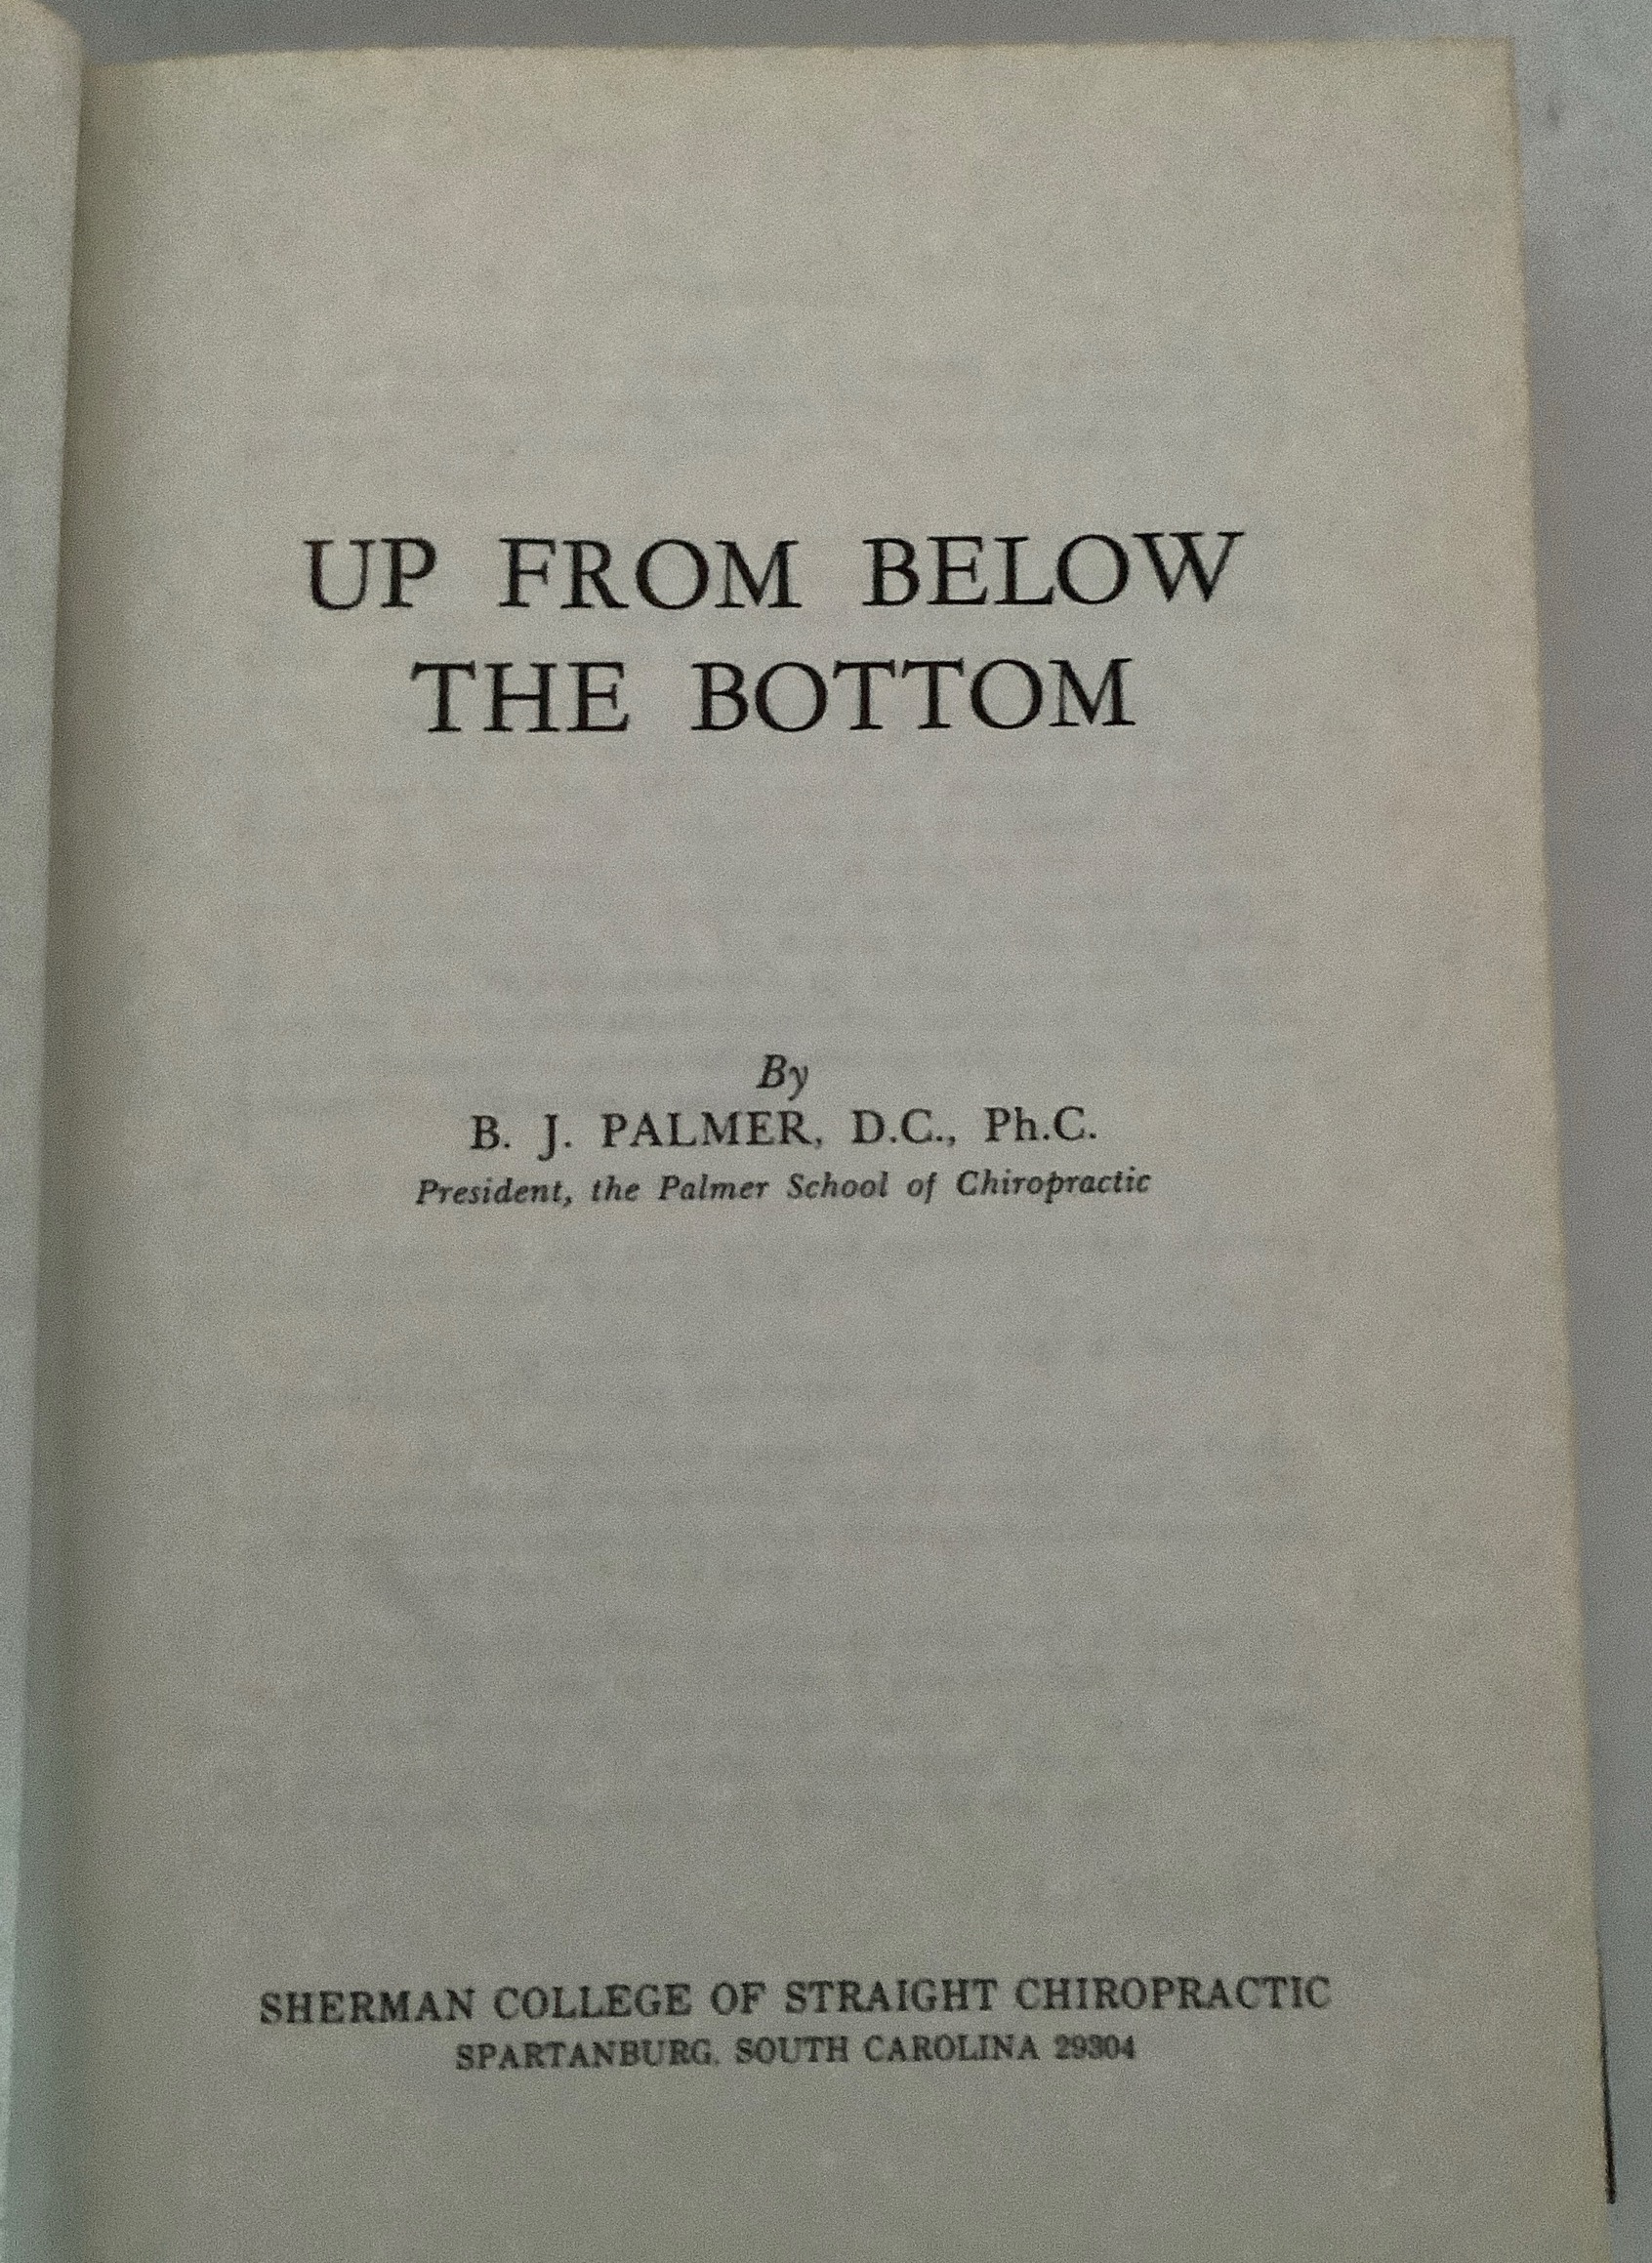 UP FROM BELOW
THE BOTTOM
By
B. J. PALMER, D.C., Ph.C.
President, the Palmer School of Chiropractic
SHERMAN COLLEGE OF STRAIGHT CHIROPRACTIC
SPARTANBURG, SOUTH CAROLINA 29304